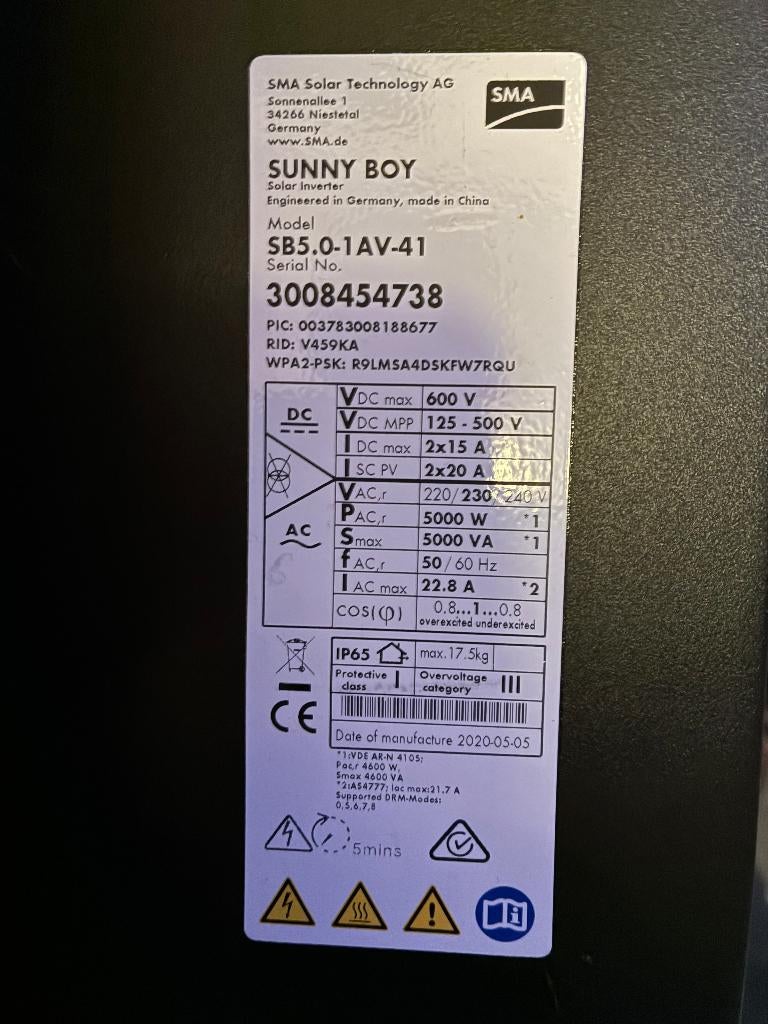 SMA Solar Technology AG
Sonnenallee 1
34266 Niestetal
Germany
www.SMA.de
SMA
SUNNY BOY
Solar Inverter
Engineered in Germany, made in China
Model
SB5.0-1AV-41
Serial No.
3008454738
PIC: 003783008188677
RID: V459KA
WPA2-PSK: R9LMSA4DSKFW7RQU
DC
VDC max 600 V
VDC MPP 125 - 500 V
I DC max 2x15 A
I SC PV 2x20 A
AC
VAC,r 220/230/240 V
PAC,r 5000 W *1
Smax 5000 VA *1
fAC,r 50/60 Hz
I AC max 22.8 A *2
cos(φ) 0.8...1...0.8
overexcited underexcited
IP65 max.17.5kg
Protective class I Overvoltage category III
CE
Date of manufacture 2020-05-05
*1:VDE AR-N 4105;
Pac,r 4600 W,
Smax 4600 VA
*2:AS4777; Iac max:21.7 A
Supported DRM-Modes:
0,5,6,7,8
5mins